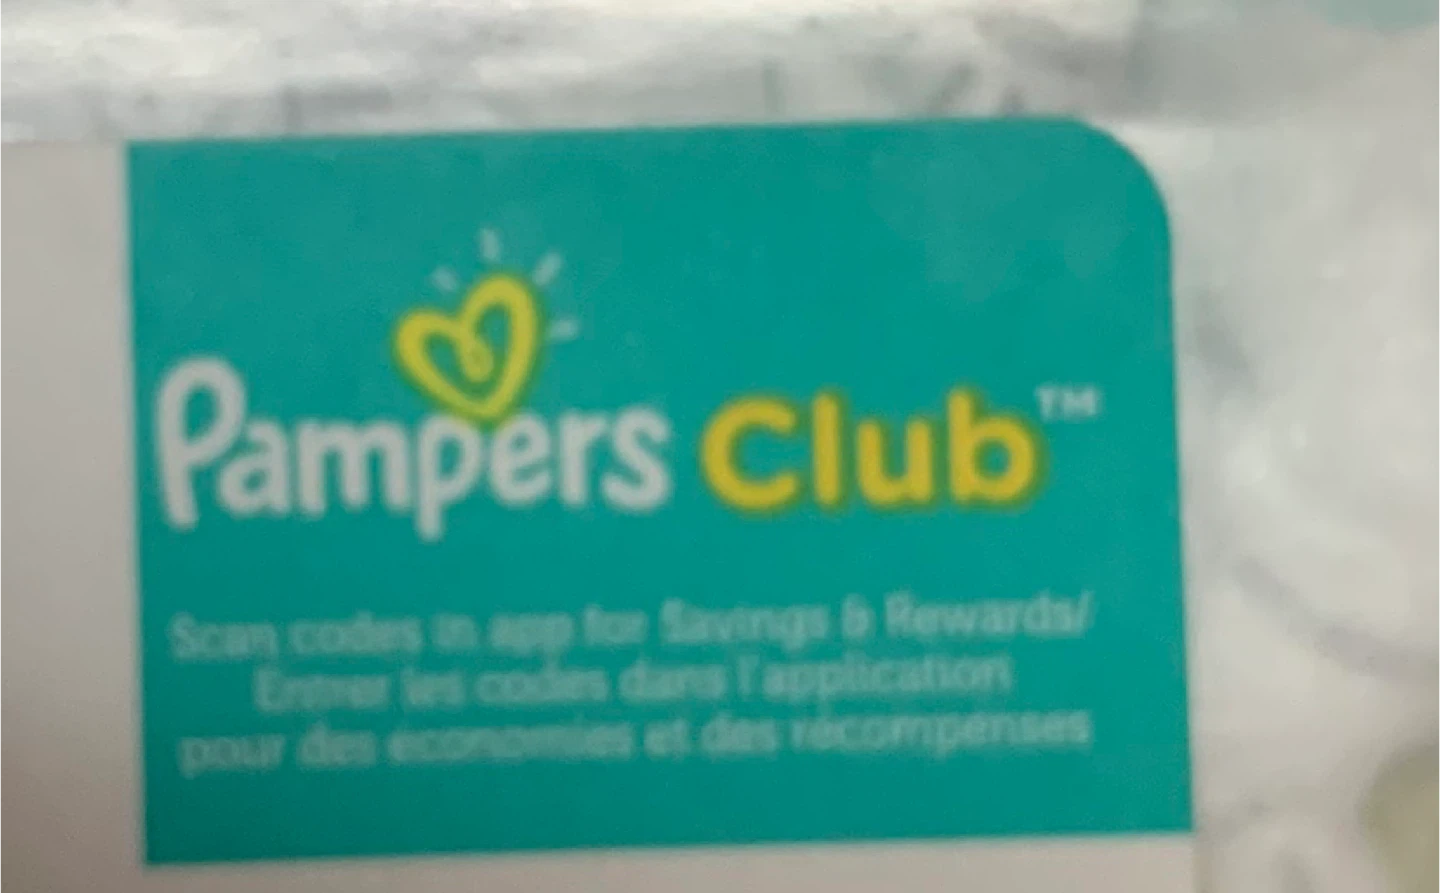 Pampers Club™
Scan codes in app for Savings & Rewards/
Entrer les codes dans l'application
pour des économies et des récompenses